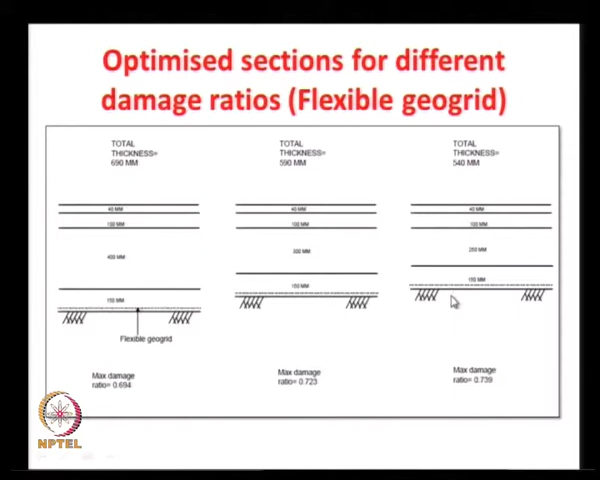 Optimised sections for different
damage ratios (Flexible geogrid)
TOTAL
THICKNESS=
690 MM
TOTAL
THICKNESS=
590 MM
TOTAL
THICKNESS=
540 MM
40 MM
100 MM
400 MM
150 MM
40 MM
100 MM
300 MM
150 MM
40 MM
100 MM
250 MM
150 MM
Flexible geogrid
Max damage
ratio= 0.694
Max damage
ratio= 0.723
Max damage
ratio= 0.739
NPTEL